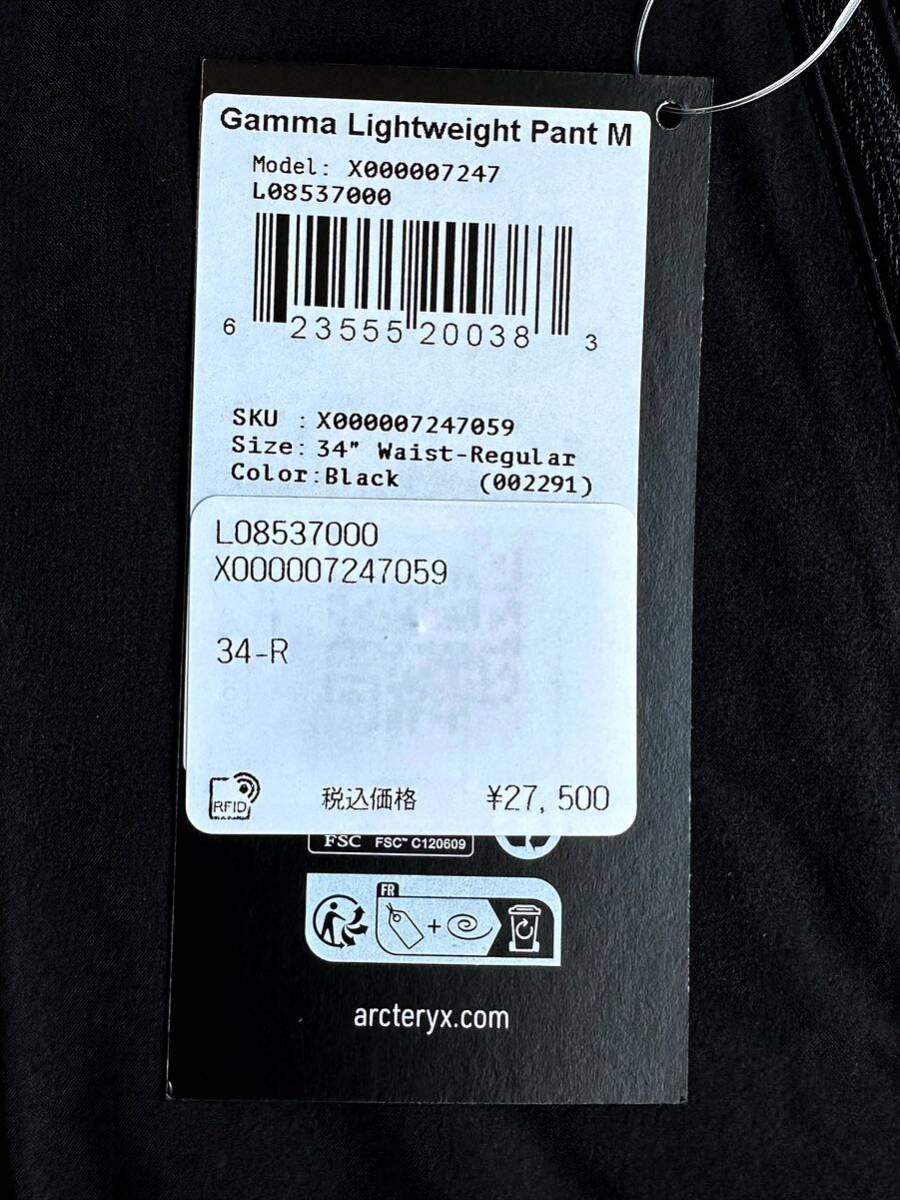 Gamma Lightweight Pant M
Model: X000007247
L08537000
6 23555 20038 3
SKU : X000007247059
Size: 34" Waist-Regular
Color:Black (002291)
L08537000
X000007247059
34-R
RFID
税込価格 ¥27,500
FSC FSC™ C120609
FR
arcteryx.com